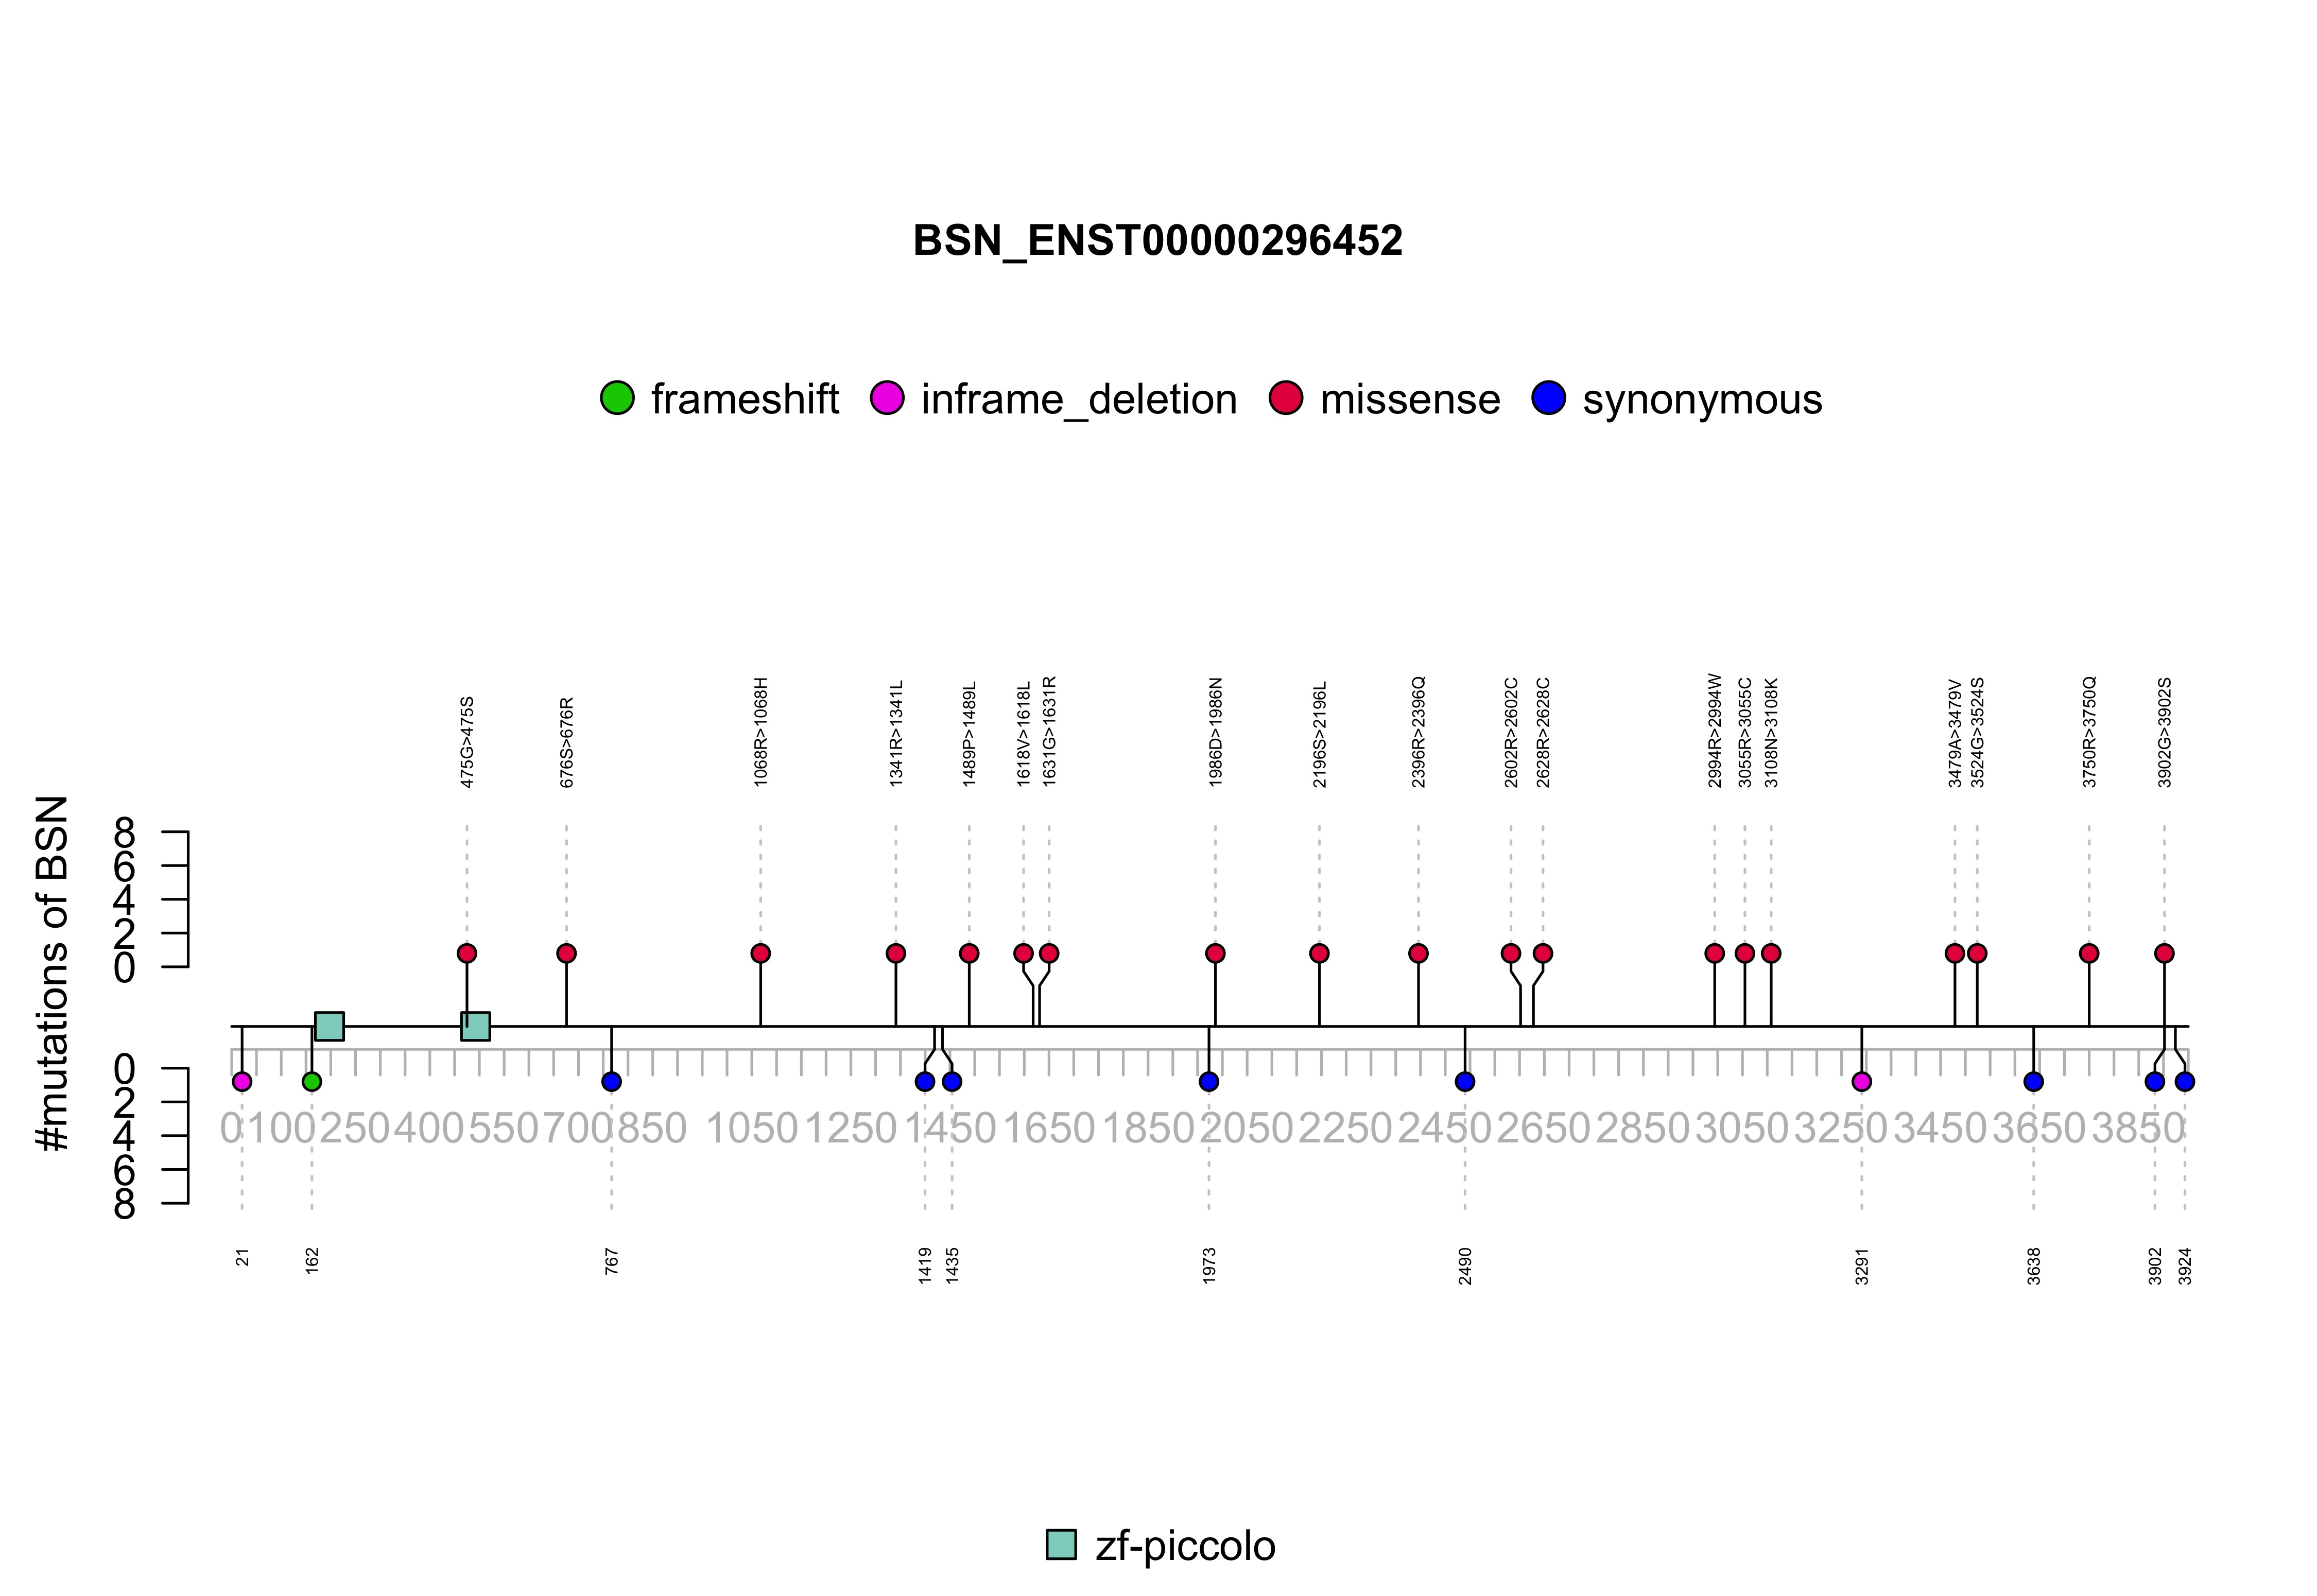 BSN_ENST00000296452
frameshift inframe_deletion missense synonymous
475G>475S
676S>676R
1068R>1068H
1341R>1341L
1489P>1489L
1618V>1618L
1631G>1631R
1986D>1986N
2196S>2196L
2396R>2396Q
2602R>2602C
2628R>2628C
2994R>2994W
3055R>3055C
3108N>3108K
3479A>3479V
3524G>3524S
3750R>3750Q
3902G>3902S
#mutations of BSN
8
6
4
2
0
0
2
4
6
8
0 100 250 400 550 700 850 1050 1250 1450 1650 1850 2050 2250 2450 2650 2850 3050 3250 3450 3650 3850
21
162
767
1419
1435
1973
2490
3291
3638
3902
3924
zf-piccolo